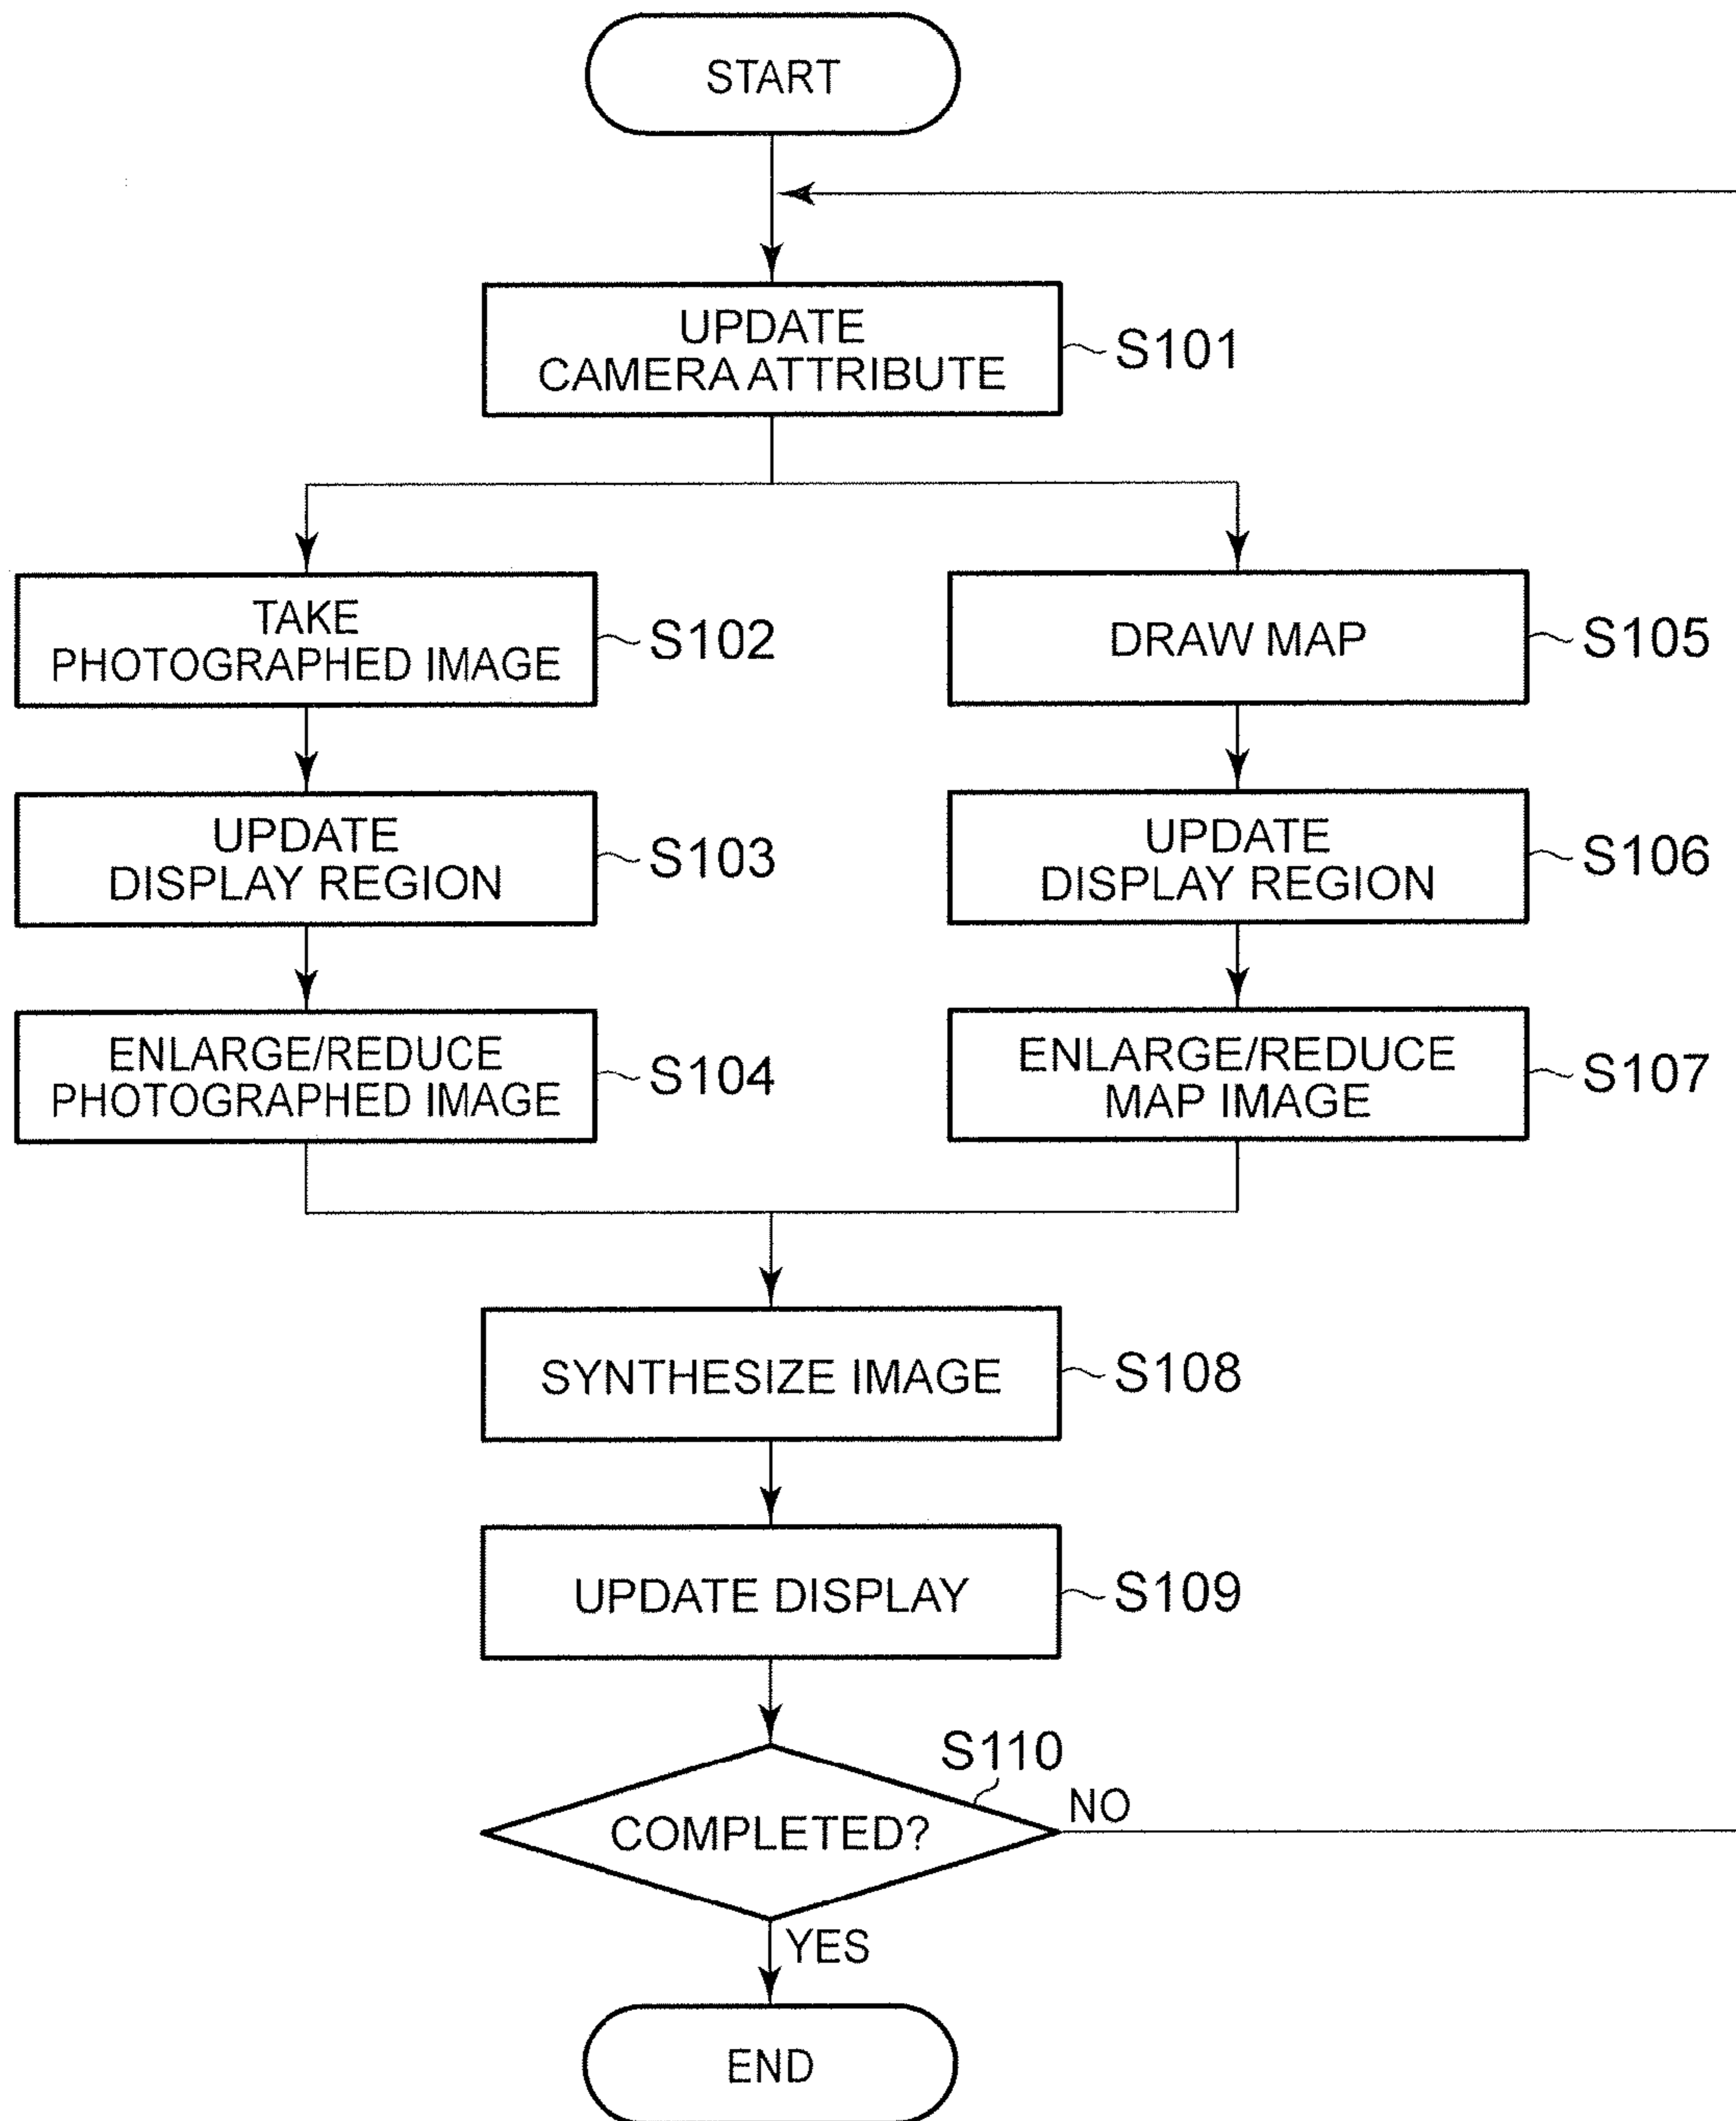 START
UPDATE
CAMERA ATTRIBUTE
S101
TAKE
PHOTOGRAPHED IMAGE
S102
DRAW MAP
S105
UPDATE
DISPLAY REGION
S103
UPDATE
DISPLAY REGION
S106
ENLARGE/REDUCE
PHOTOGRAPHED IMAGE
S104
ENLARGE/REDUCE
MAP IMAGE
S107
SYNTHESIZE IMAGE
S108
UPDATE DISPLAY
S109
S110
COMPLETED?
NO
YES
END